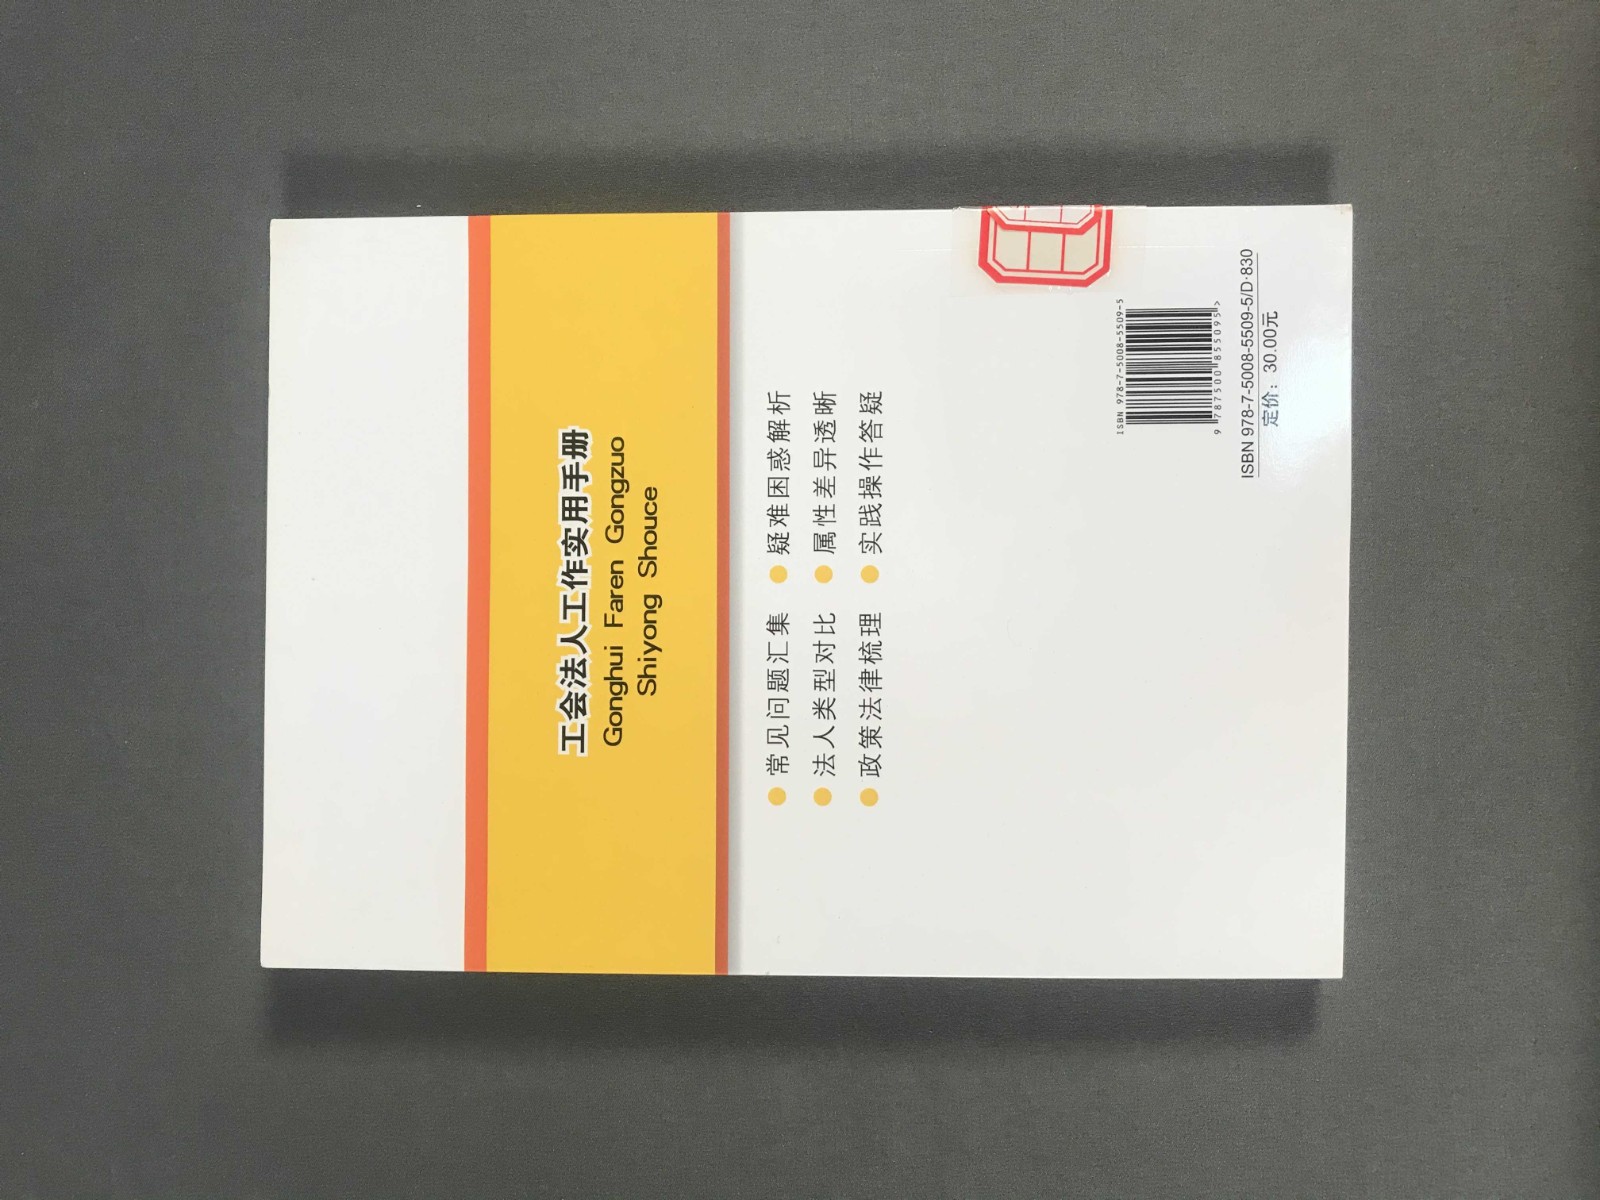 工会法人工作实用手册
Gonghui Faren Gongzuo
Shiyong Shouce
● 常见问题汇集 ● 疑难困惑解析
● 法人类型对比 ● 属性差异透晰
● 政策法律梳理 ● 实践操作答疑
ISBN 978-7-5008-5509-5
9 787500 855095 >
ISBN 978-7-5008-5509-5/D·830
定价：30.00元